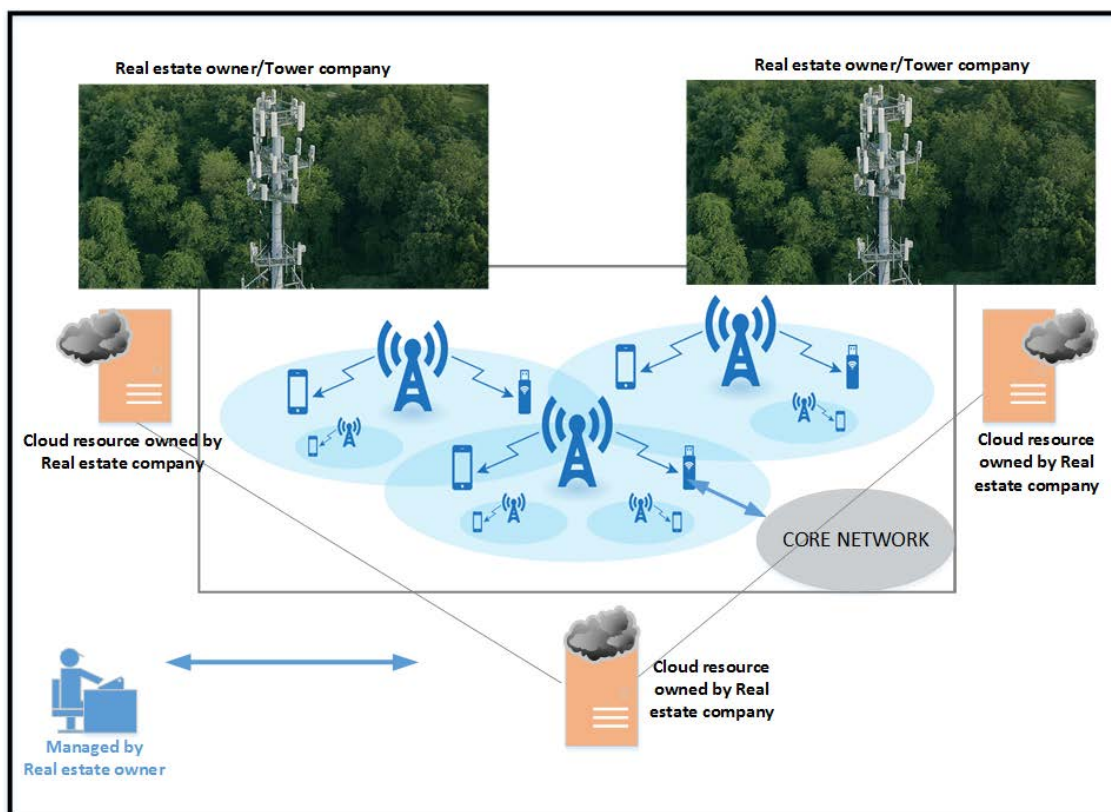 Real estate owner/Tower company
Real estate owner/Tower company
Cloud resource owned by
Real estate company
Cloud resource
owned by Real
estate company
CORE NETWORK
Cloud resource
owned by Real
estate company
Managed by
Real estate owner